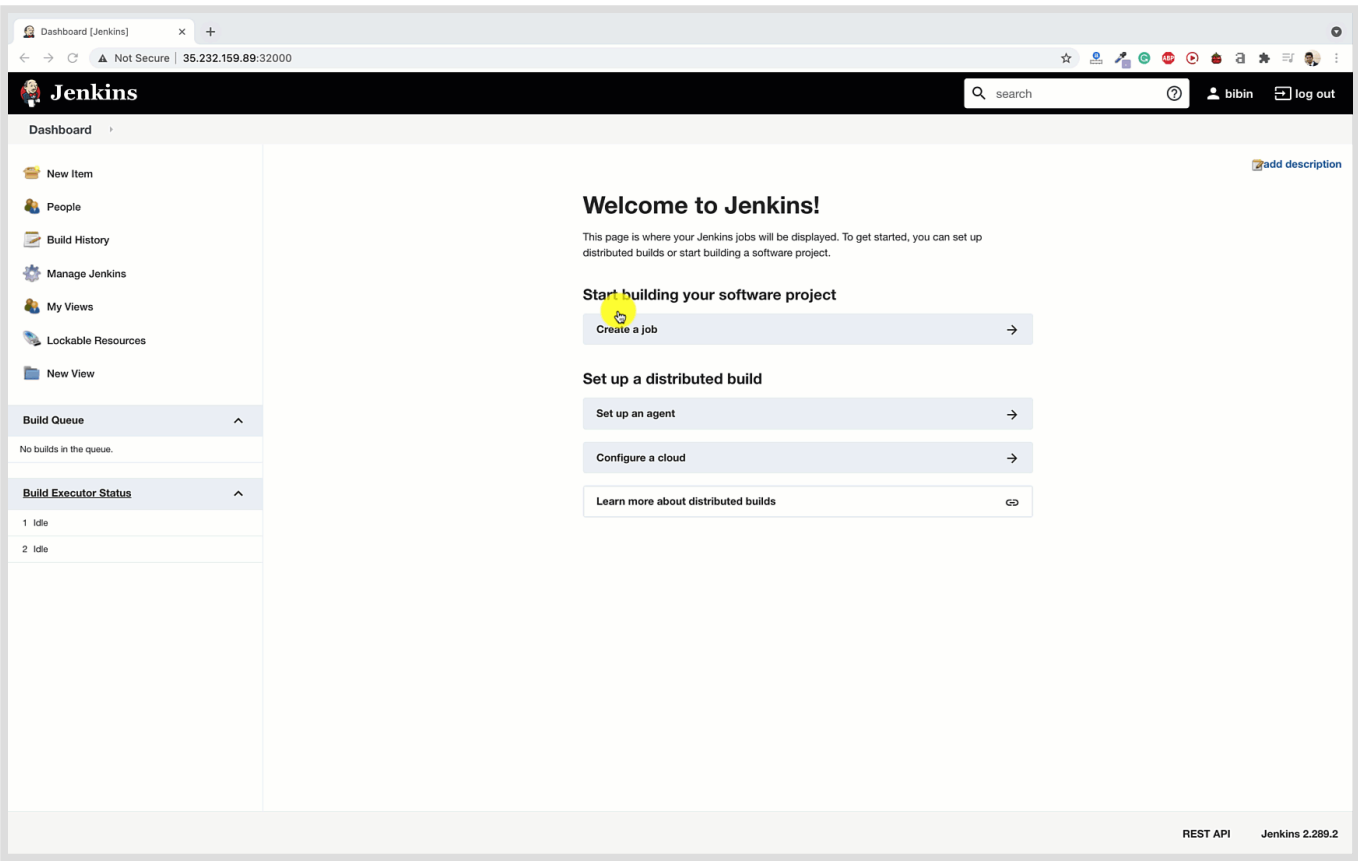 Dashboard [Jenkins]
Not Secure | 35.232.159.89:32000
ABP
Jenkins
search
bibin
log out
Dashboard
add description
New Item
People
Build History
Manage Jenkins
My Views
Lockable Resources
New View
Build Queue
No builds in the queue.
Build Executor Status
1 Idle
2 Idle
Welcome to Jenkins!
This page is where your Jenkins jobs will be displayed. To get started, you can set up
distributed builds or start building a software project.
Start building your software project
Create a job
Set up a distributed build
Set up an agent
Configure a cloud
Learn more about distributed builds
REST API
Jenkins 2.289.2